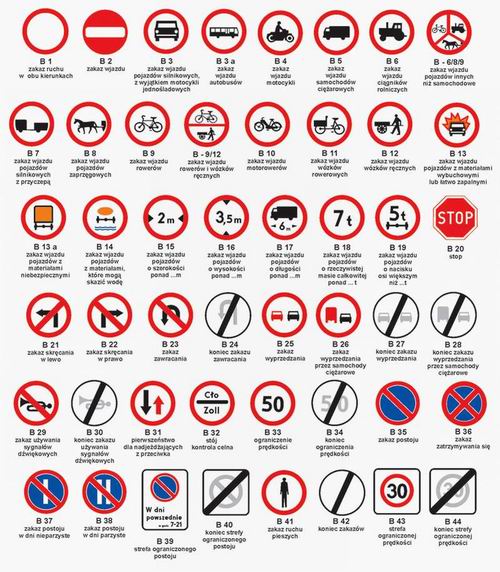 B 1
zakaz ruchu
w obu kierunkach
B 2
zakaz wjazdu
B 3
zakaz wjazdu
pojazdów silnikowych,
z wyjątkiem motocykli
jednośladowych
B 3 a
zakaz
wjazdu
autobusów
B 4
zakaz
wjazdu
motocykli
B 5
zakaz
wjazdu
samochodów
ciężarowych
B 6
zakaz
wjazdu
ciągników
rolniczych
B - 6/8/9
zakaz wjazdu
pojazdów innych
niż samochodowe
B 7
zakaz wjazdu
pojazdów
silnikowych
z przyczepą
B 8
zakaz wjazdu
pojazdów
zaprzęgowych
B 9
zakaz wjazdu
rowerów
B - 9/12
zakaz wjazdu
rowerów i wózków
ręcznych
B 10
zakaz wjazdu
motorowerów
B 11
zakaz wjazdu
wózków
rowerowych
B 12
zakaz wjazdu
wózków ręcznych
B 13
zakaz wjazdu
pojazdów z materiałami
wybuchowymi
lub łatwo zapalnymi
2 m
3,5 m
6 m
7 t
5 t
STOP
B 13 a
zakaz wjazdu
pojazdów z
materiałami
niebezpiecznymi
B 14
zakaz wjazdu
pojazdów
z materiałami,
które mogą
skazić wodę
B 15
zakaz wjazdu
pojazdów
o szorokości
ponad ...m
B 16
zakaz wjazdu
pojazdów
o wysokości
ponad ...m
B 17
zakaz wjazdu
pojazdów
o długości
ponad ...m
B 18
zakaz wjazdu
pojazdów
o rzeczywistej
masie całkowitej
ponad ...t
B 19
zakaz wjazdu
pojazdów
o nacisku
osi większym
niż ...t
B 20
stop
B 21
zakaz skręcania
w lewo
B 22
zakaz skręcania
w prawo
B 23
zakaz
zawracania
B 24
koniec zakazu
zawracania
B 25
zakaz
wyprzedzania
B 26
zakaz
wyprzedzania
przez samochody
ciężarowe
B 27
koniec zakazu
wyprzedzania
B 28
koniec zakazu
wyprzedzania
przez samochody
ciężarowe
Cło
Zoll
50
50
B 29
zakaz używania
sygnałów
dźwiękowych
B 30
koniec zakazu
używania
sygnałów
dźwiękowych
B 31
pierwszeństwo
dla nadjeżdżających
z przeciwka
B 32
stój
kontrola celna
B 33
ograniczenie
prędkości
B 34
koniec
ograniczenia
prędkości
B 35
zakaz postoju
B 36
zakaz
zatrzymywania się
W dni
powszednie
w godz. 7-21
30
30
B 37
zakaz postoju
w dni nieparzyste
B 38
zakaz postoju
w dni parzyste
B 39
strefa ograniczonego
postoju
B 40
koniec strefy
ograniczonego
postoju
B 41
zakaz ruchu
pieszych
B 42
koniec zakazów
B 43
strefa
ograniczonej
prędkości
B 44
koniec strefy
ograniczonej
prędkości